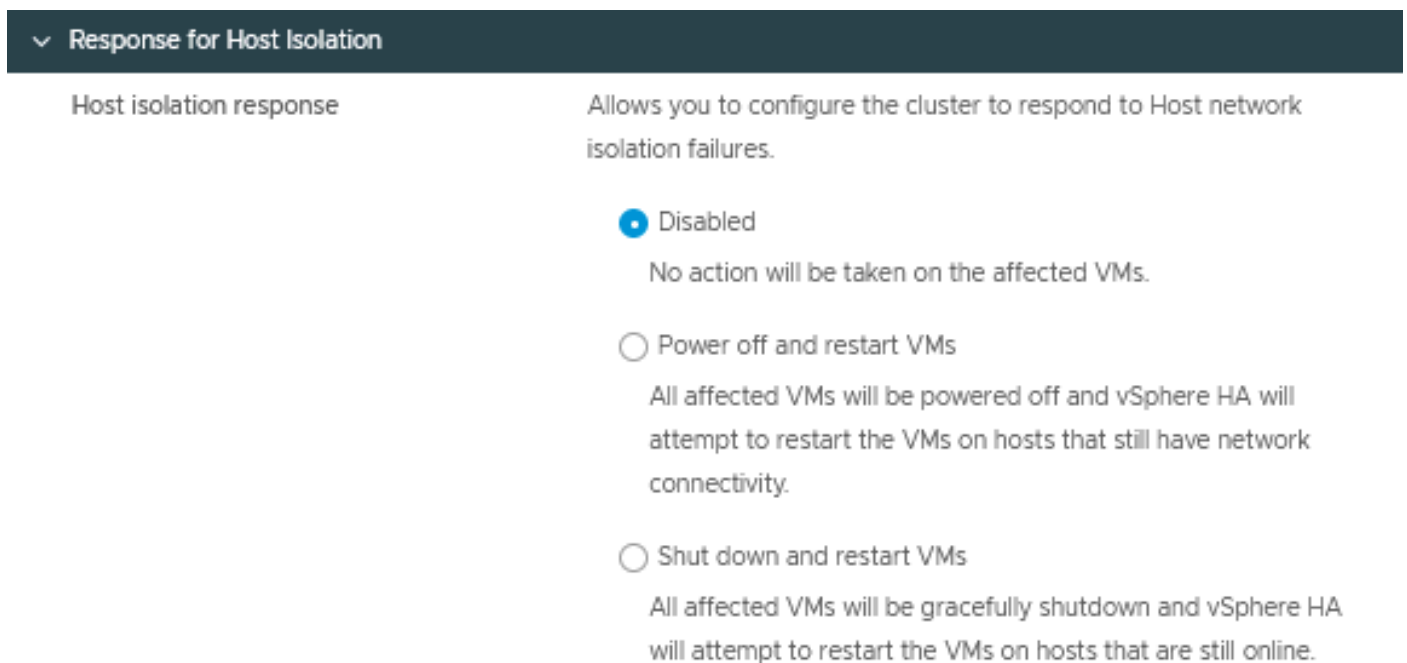 Response for Host Isolation
Host isolation response
Allows you to configure the cluster to respond to Host network
isolation failures.
Disabled
No action will be taken on the affected VMs.
Power off and restart VMs
All affected VMs will be powered off and vSphere HA will
attempt to restart the VMs on hosts that still have network
connectivity.
Shut down and restart VMs
All affected VMs will be gracefully shutdown and vSphere HA
will attempt to restart the VMs on hosts that are still online.